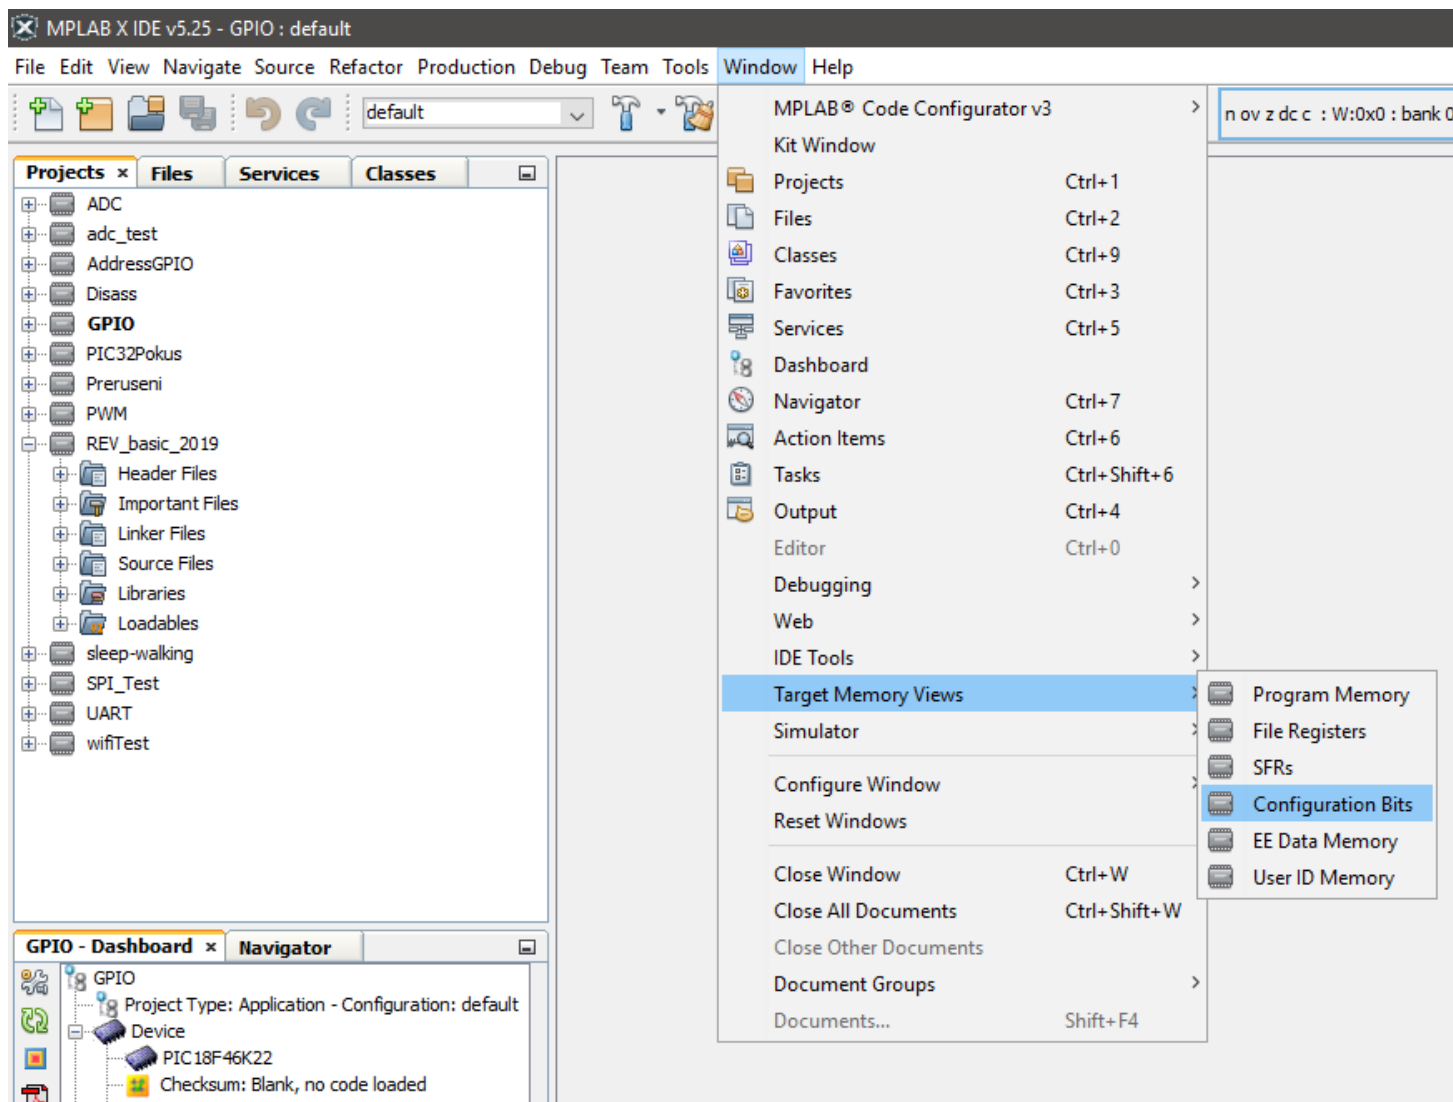 MPLAB X IDE v5.25 - GPIO : default
File Edit View Navigate Source Refactor Production Debug Team Tools Window Help
default
n ov z dc c : W:0x0 : bank 0
Projects × Files Services Classes
ADC
adc_test
AddressGPIO
Disass
GPIO
PIC32Pokus
Preruseni
PWM
REV_basic_2019
Header Files
Important Files
Linker Files
Source Files
Libraries
Loadables
sleep-walking
SPI_Test
UART
wifiTest
MPLAB® Code Configurator v3
Kit Window
Projects Ctrl+1
Files Ctrl+2
Classes Ctrl+9
Favorites Ctrl+3
Services Ctrl+5
Dashboard
Navigator Ctrl+7
Action Items Ctrl+6
Tasks Ctrl+Shift+6
Output Ctrl+4
Editor Ctrl+0
Debugging
Web
IDE Tools
Target Memory Views
Simulator
Configure Window
Reset Windows
Close Window Ctrl+W
Close All Documents Ctrl+Shift+W
Close Other Documents
Document Groups
Documents... Shift+F4
Program Memory
File Registers
SFRs
Configuration Bits
EE Data Memory
User ID Memory
GPIO - Dashboard × Navigator
GPIO
Project Type: Application - Configuration: default
Device
PIC18F46K22
Checksum: Blank, no code loaded